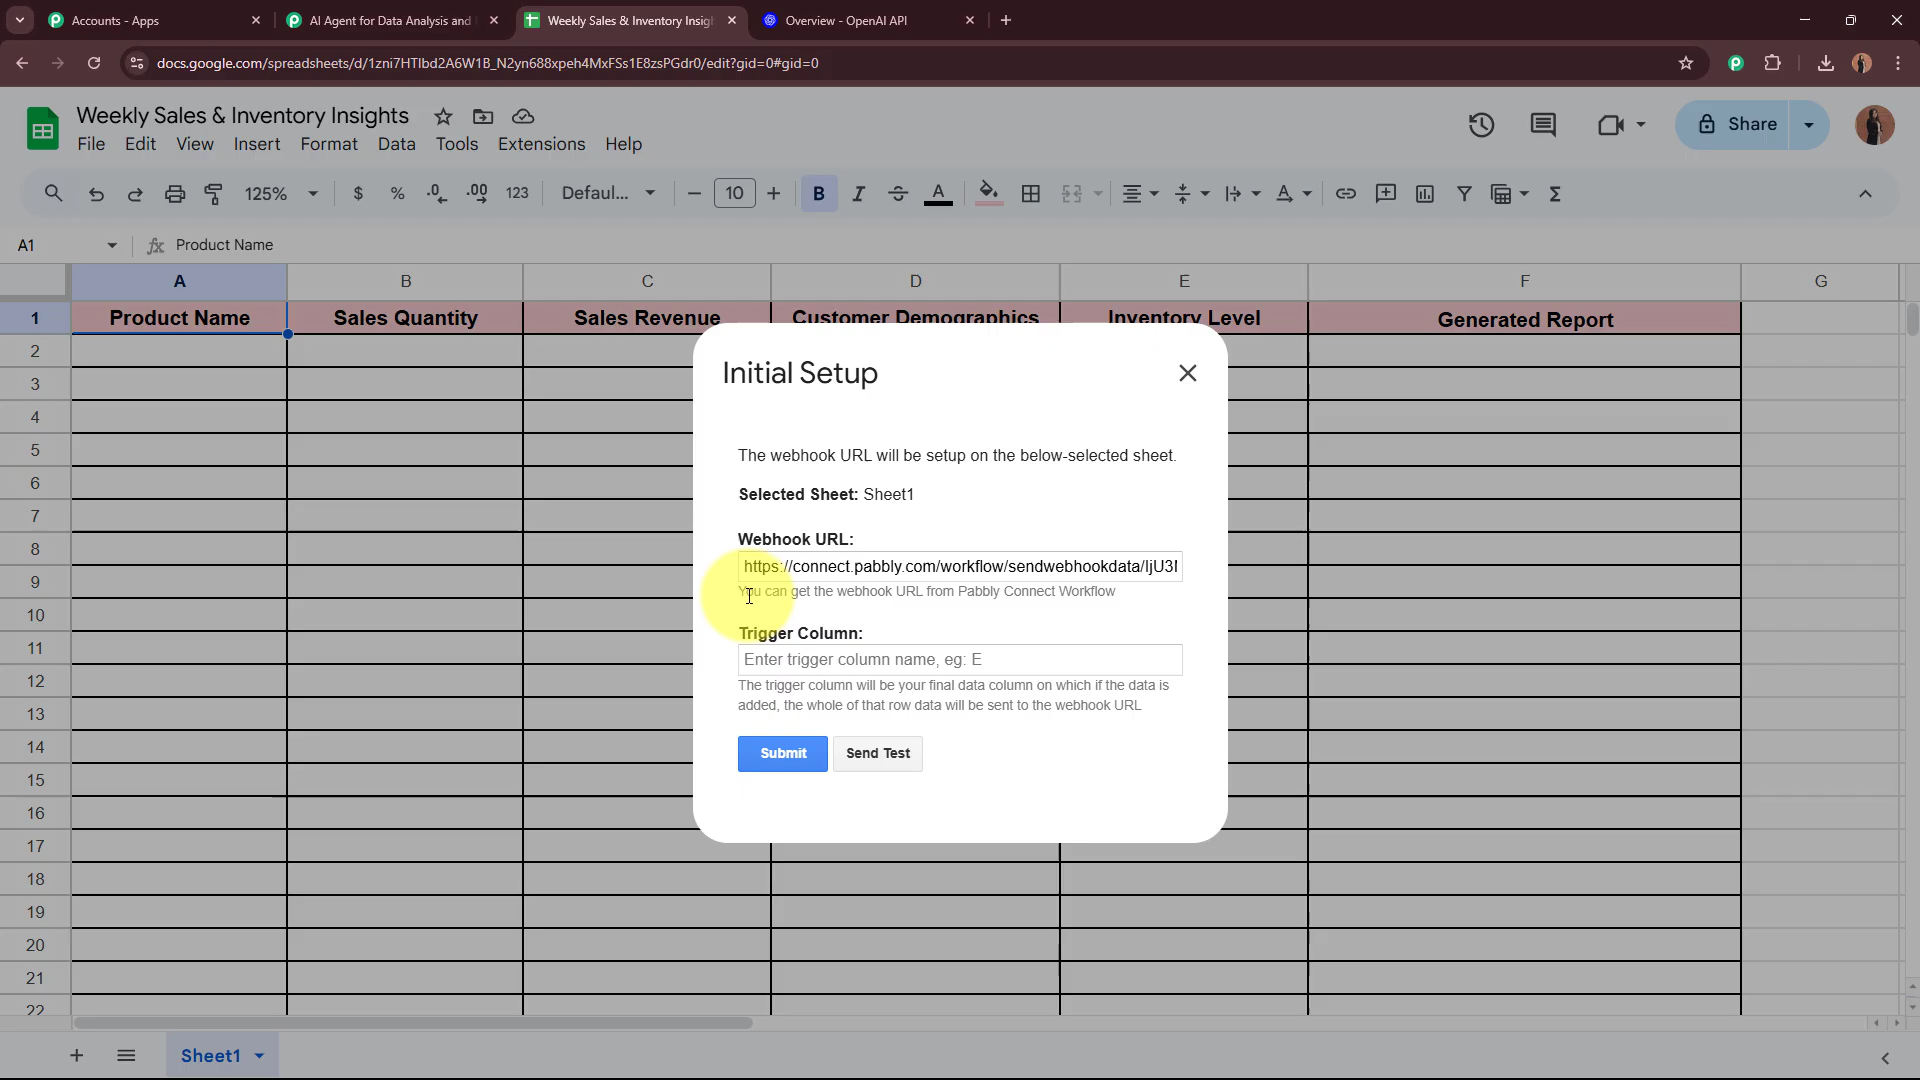 Accounts - Apps
AI Agent for Data Analysis and
Weekly Sales & Inventory Insig
Overview - OpenAI API
docs.google.com/spreadsheets/d/1zni7HTlbd2A6W1B_N2yn688xpeh4MxFSs1E8zsPGdr0/edit?gid=0#gid=0
Weekly Sales & Inventory Insights
File Edit View Insert Format Data Tools Extensions Help
Share
125% $ % .0 .00 123 Defaul... 10 B I A
A1 fx Product Name
A B C D E F G
1 Product Name Sales Quantity Sales Revenue Customer Demographics Inventory Level Generated Report
2
3
4
5
6
7
8
9
10
11
12
13
14
15
16
17
18
19
20
21
22
Initial Setup
The webhook URL will be setup on the below-selected sheet.
Selected Sheet: Sheet1
Webhook URL:
https://connect.pabbly.com/workflow/sendwebhookdata/IjU3
You can get the webhook URL from Pabbly Connect Workflow
Trigger Column:
Enter trigger column name, eg: E
The trigger column will be your final data column on which if the data is
added, the whole of that row data will be sent to the webhook URL
Submit Send Test
Sheet1